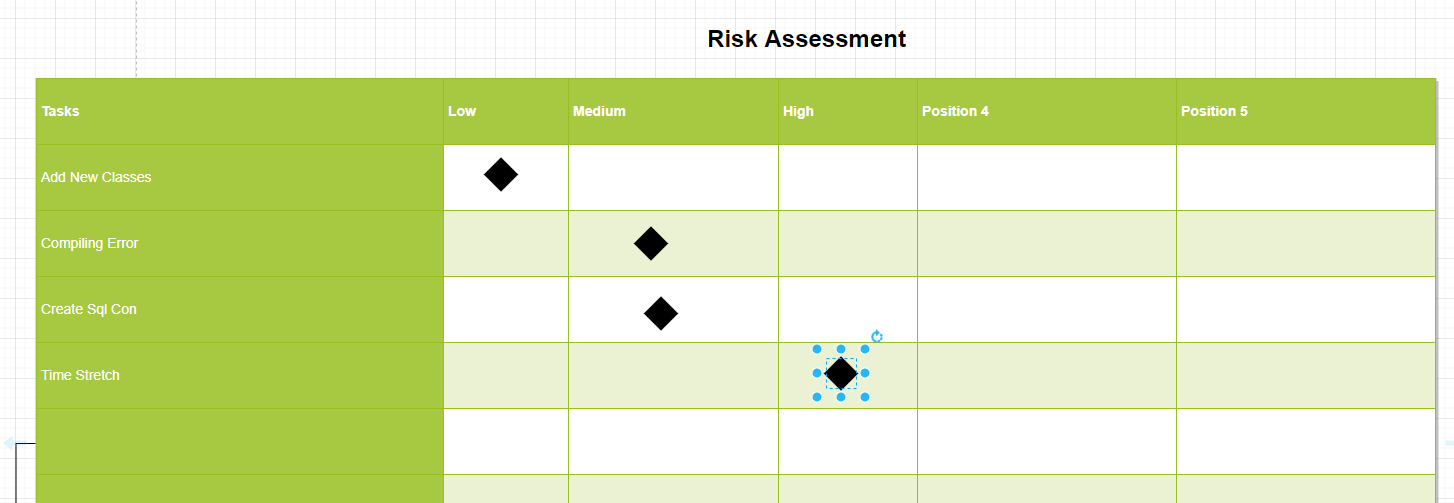 Risk Assessment
Tasks Low Medium High Position 4 Position 5
Add New Classes
Compiling Error
Create Sql Con
Time Stretch